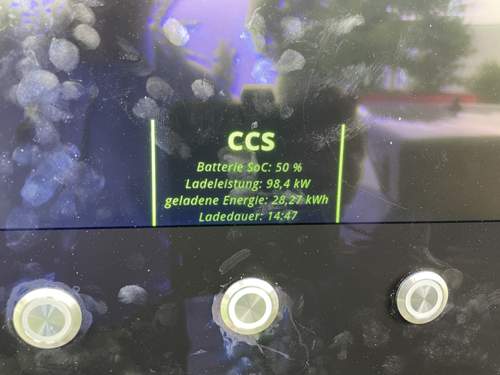 CCS
Batterie SoC: 50 %
Ladeleistung: 98,4 kW
geladene Energie: 28,27 kWh
Ladedauer: 14:47